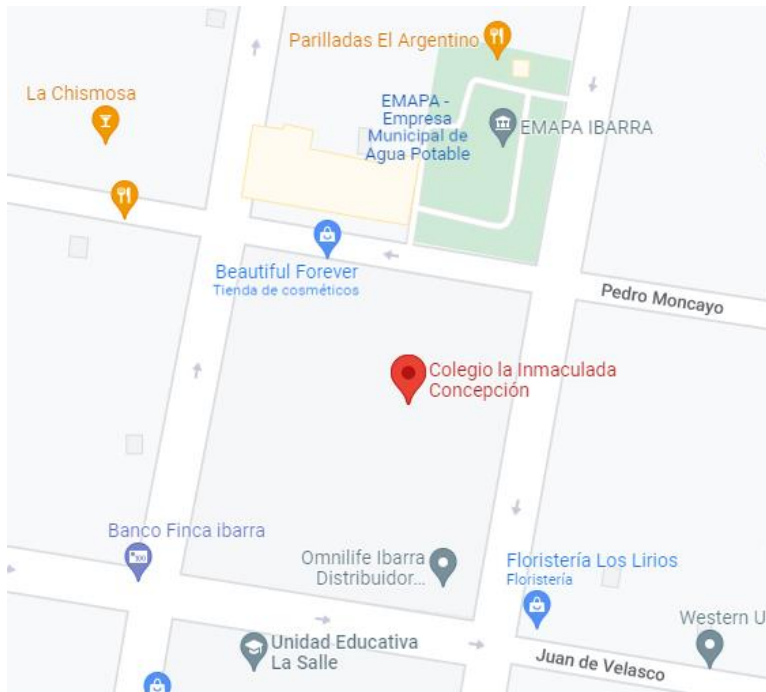 Parilladas El Argentino
La Chismosa
EMAPA -
Empresa
Municipal de
Agua Potable
EMAPA IBARRA
Beautiful Forever
Tienda de cosméticos
Pedro Moncayo
Colegio la Inmaculada
Concepción
Banco Finca ibarra
Omnilife Ibarra
Distribuidor...
Floristería Los Lirios
Floristería
Western U
Unidad Educativa
La Salle
Juan de Velasco